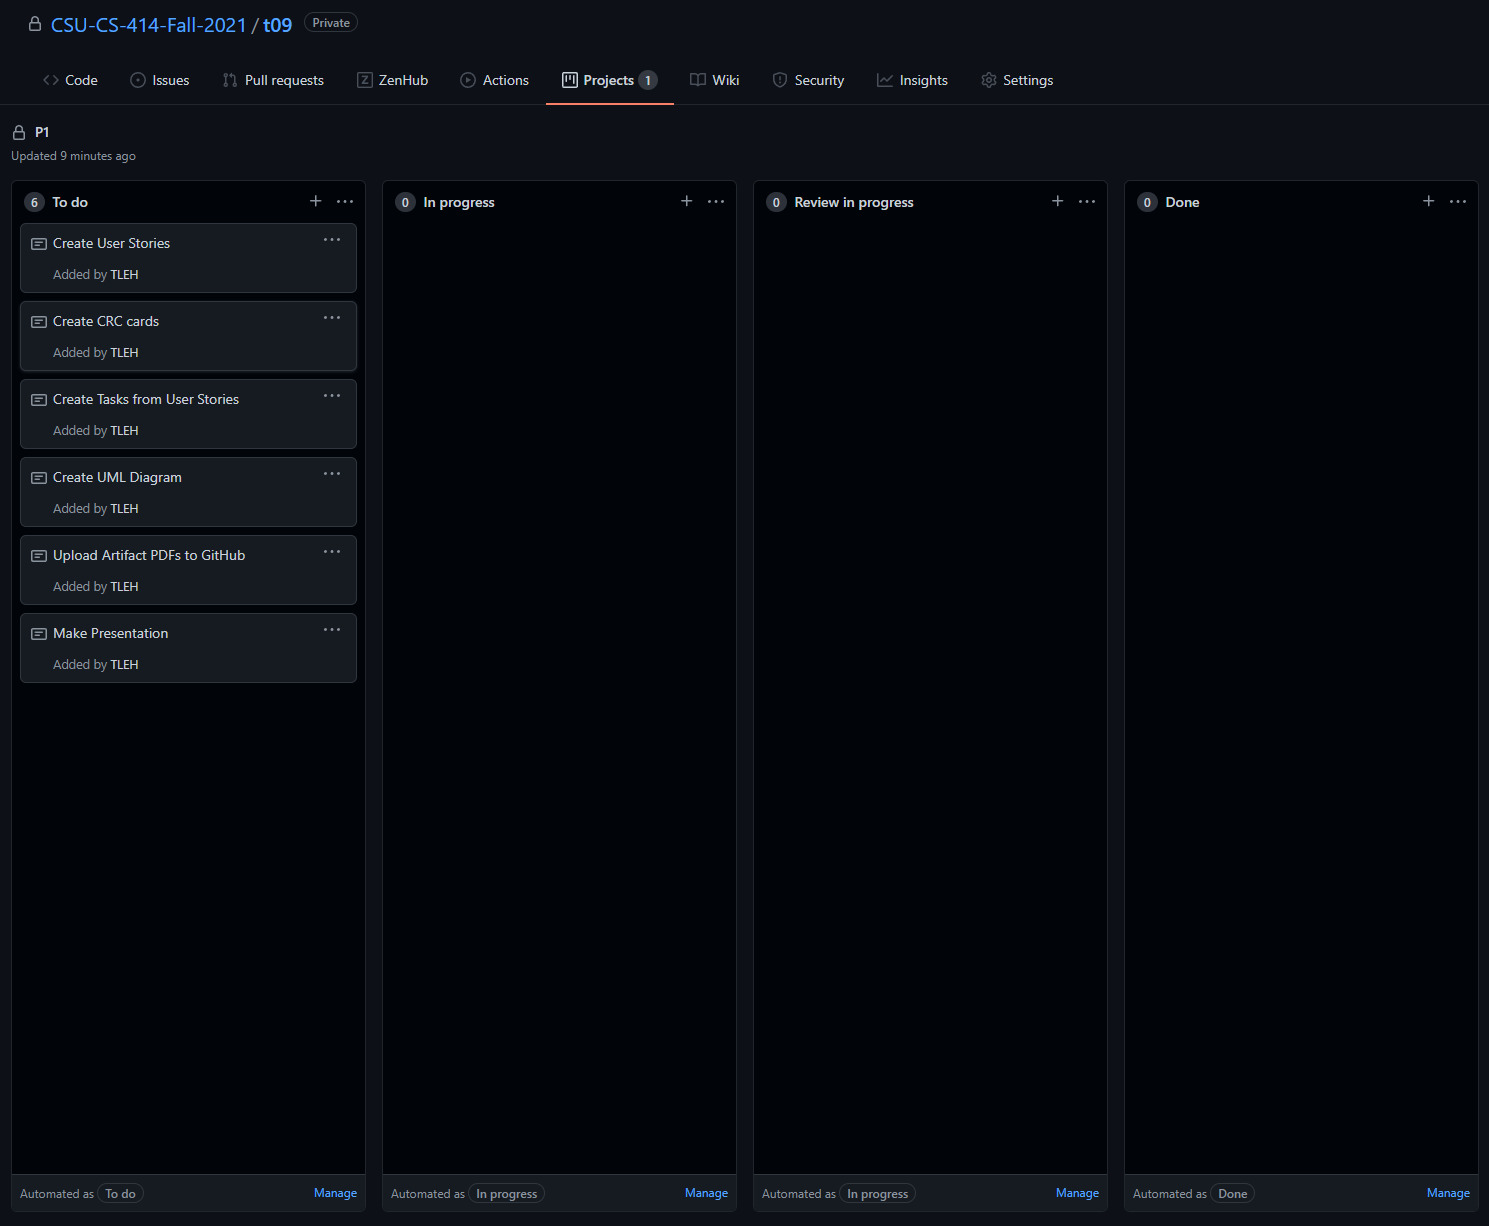 CSU-CS-414-Fall-2021 / t09 Private
Code Issues Pull requests ZenHub Actions Projects 1 Wiki Security Insights Settings
P1
Updated 9 minutes ago
6 To do
Create User Stories
Added by TLEH
Create CRC cards
Added by TLEH
Create Tasks from User Stories
Added by TLEH
Create UML Diagram
Added by TLEH
Upload Artifact PDFs to GitHub
Added by TLEH
Make Presentation
Added by TLEH
Automated as To do Manage
0 In progress
Automated as In progress Manage
0 Review in progress
Automated as In progress Manage
0 Done
Automated as Done Manage